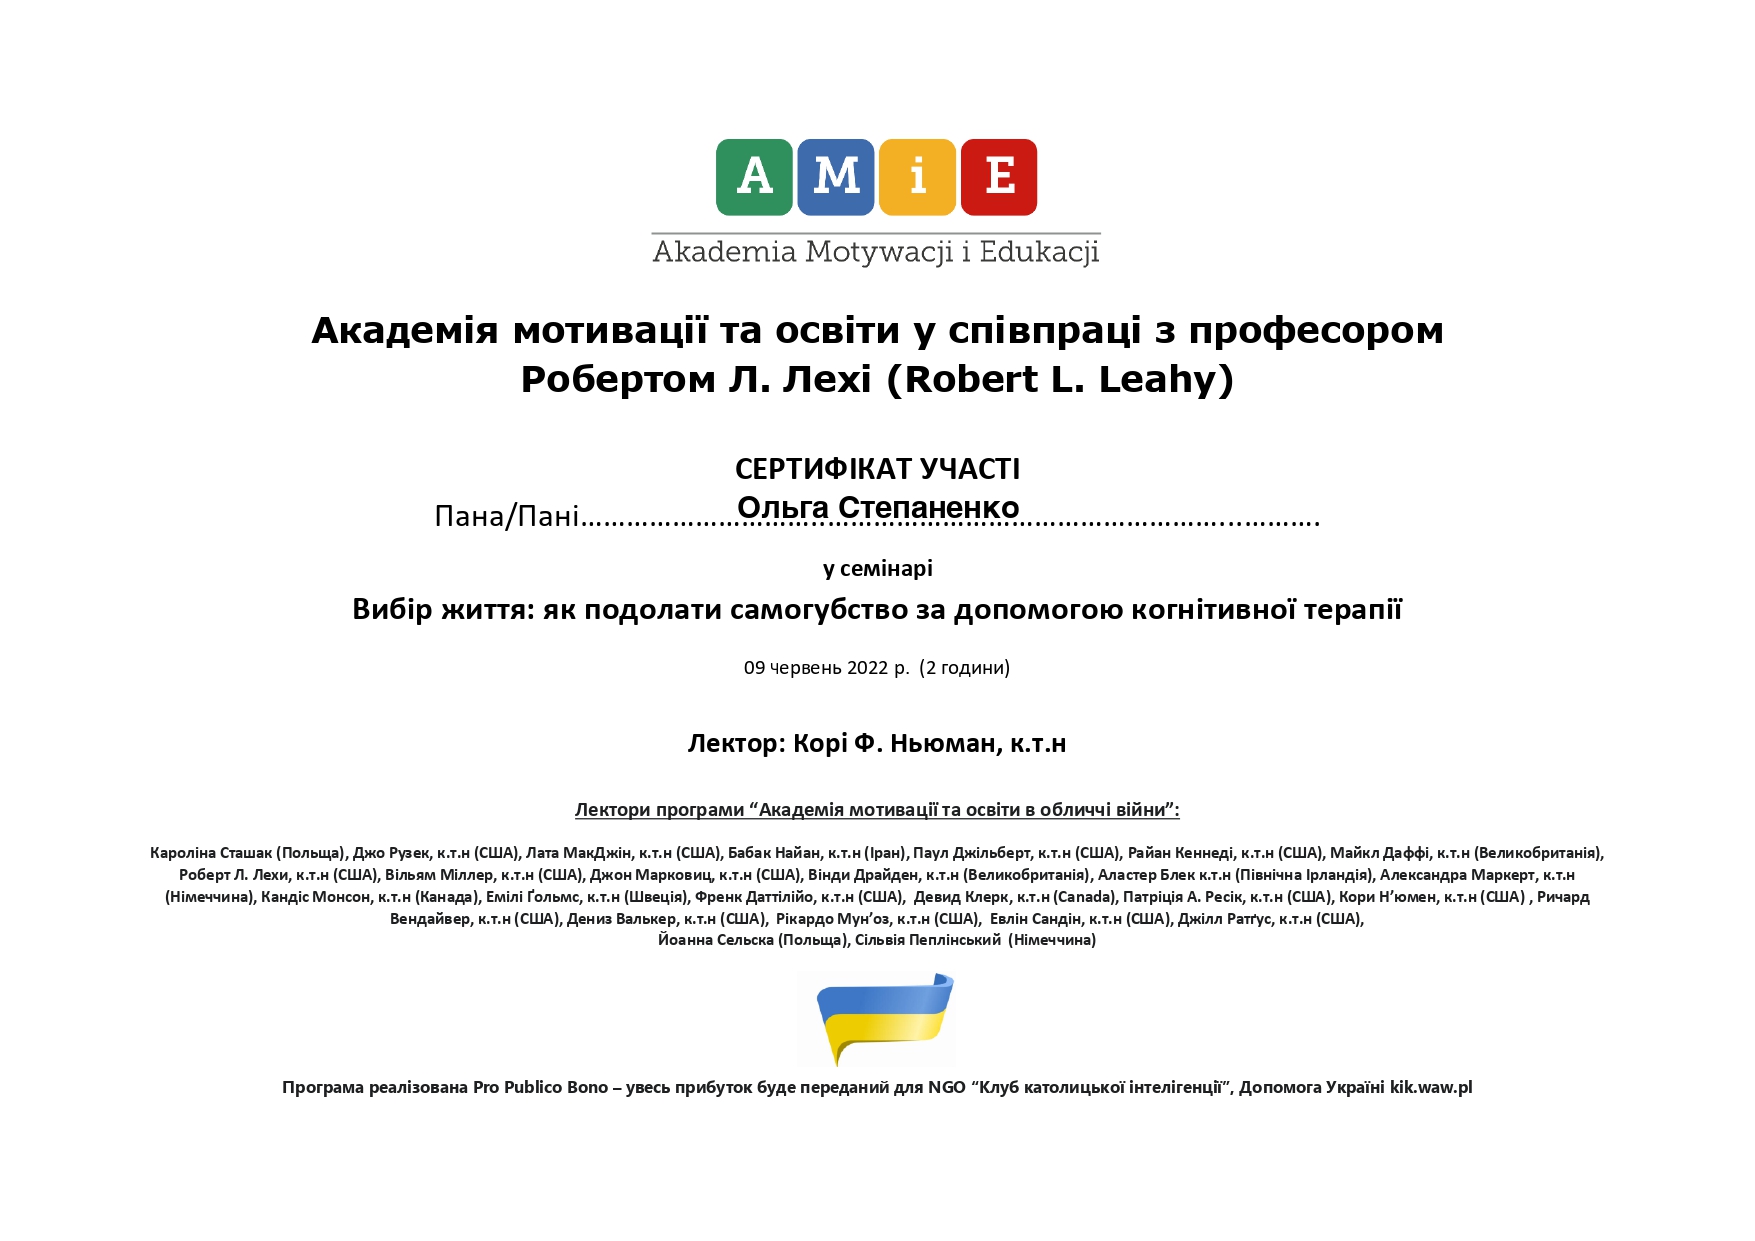 AMiE
Akademia Motywacji i Edukacji
Академія мотивації та освіти у співпраці з професором
Робертом Л. Лехі (Robert L. Leahy)
СЕРТИФІКАТ УЧАСТІ
Ольга Степаненко
Пана/Пані………………………………………………………………………………….
у семінарі
Вибір життя: як подолати самогубство за допомогою когнітивної терапії
09 червень 2022 р.  (2 години)
Лектор: Корі Ф. Ньюман, к.т.н
Лектори програми “Академія мотивації та освіти в обличчі війни”:
Кароліна Сташак (Польща), Джо Рузек, к.т.н (США), Лата МакДжін, к.т.н (США), Бабак Найан, к.т.н (Іран), Паул Джільберт, к.т.н (США), Райан Кеннеді, к.т.н (США), Майкл Даффі, к.т.н (Великобританія),
Роберт Л. Лехи, к.т.н (США), Вільям Міллер, к.т.н (США), Джон Марковиц, к.т.н (США), Вінди Драйден, к.т.н (Великобританія), Аластер Блек к.т.н (Північна Ірландія), Александра Маркерт, к.т.н
(Німеччина), Кандіс Монсон, к.т.н (Канада), Емілі Ґольмс, к.т.н (Швеція), Френк Даттілійо, к.т.н (США),  Девид Клерк, к.т.н (Canada), Патріція А. Ресік, к.т.н (США), Кори Н’юмен, к.т.н (США) , Ричард
Вендайвер, к.т.н (США), Дениз Валькер, к.т.н (США),  Рікардо Мун’оз, к.т.н (США),  Евлін Сандін, к.т.н (США), Джілл Ратґус, к.т.н (США),
Йоанна Сельска (Польща), Сільвія Пеплінський  (Німеччина)
Програма реалізована Pro Publico Bono – увесь прибуток буде переданий для NGO “Клуб католицької інтелігенції”, Допомога Україні kik.waw.pl